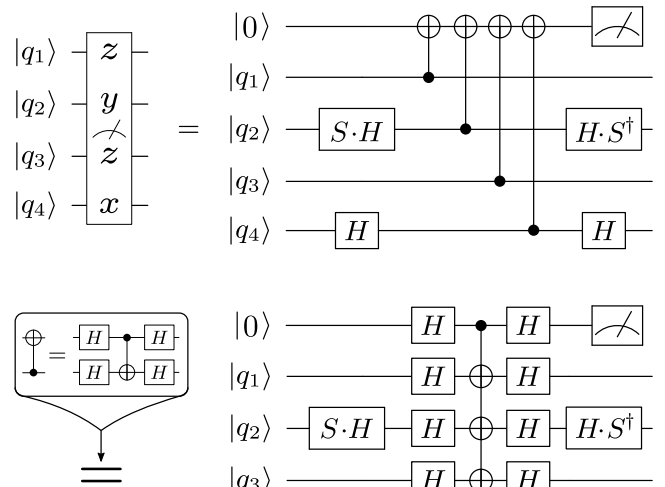 |q₁⟩ z
|q₂⟩ y
|q₃⟩ z
|q₄⟩ x
=
|0⟩
|q₁⟩
|q₂⟩ S·H H·S†
|q₃⟩
|q₄⟩ H H
= H H
H H
|0⟩ H H
|q₁⟩ H H
|q₂⟩ S·H H H H·S†
|q₃⟩ H H